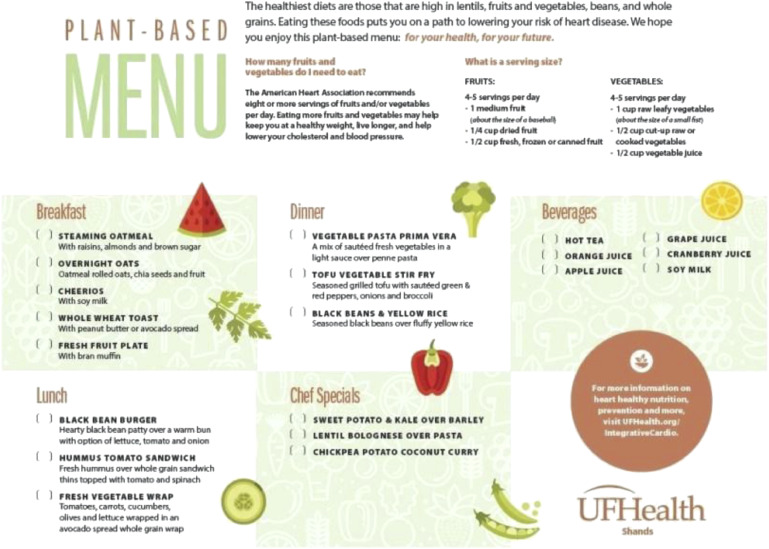 PLANT-BASED
MENU
The healthiest diets are those that are high in lentils, fruits and vegetables, beans, and whole
grains. Eating these foods puts you on a path to lowering your risk of heart disease. We hope
you enjoy this plant-based menu: for your health, for your future.
How many fruits and
vegetables do I need to eat?
The American Heart Association recommends
eight or more servings of fruits and/or vegetables
per day. Eating more fruits and vegetables may help
keep you at a healthy weight, live longer, and help
lower your cholesterol and blood pressure.
What is a serving size?
FRUITS:
4-5 servings per day
- 1 medium fruit
(about the size of a baseball)
- 1/4 cup dried fruit
- 1/2 cup fresh, frozen or canned fruit
VEGETABLES:
4-5 servings per day
- 1 cup raw leafy vegetables
(about the size of a small fist)
- 1/2 cup cut-up raw or
cooked vegetables
- 1/2 cup vegetable juice
Breakfast
( ) STEAMING OATMEAL
With raisins, almonds and brown sugar
( ) OVERNIGHT OATS
Oatmeal rolled oats, chia seeds and fruit
( ) CHEERIOS
With soy milk
( ) WHOLE WHEAT TOAST
With peanut butter or avocado spread
( ) FRESH FRUIT PLATE
With bran muffin
Lunch
( ) BLACK BEAN BURGER
Hearty black bean patty over a warm bun
with option of lettuce, tomato and onion
( ) HUMMUS TOMATO SANDWICH
Fresh hummus over whole grain sandwich
thins topped with tomato and spinach
( ) FRESH VEGETABLE WRAP
Tomatoes, carrots, cucumbers,
olives and lettuce wrapped in an
avocado spread whole grain wrap
Dinner
( ) VEGETABLE PASTA PRIMA VERA
A mix of sautéed fresh vegetables in a
light sauce over penne pasta
( ) TOFU VEGETABLE STIR FRY
Seasoned grilled tofu with sautéed green &
red peppers, onions and broccoli
( ) BLACK BEANS & YELLOW RICE
Seasoned black beans over fluffy yellow rice
Chef Specials
( ) SWEET POTATO & KALE OVER BARLEY
( ) LENTIL BOLOGNESE OVER PASTA
( ) CHICKPEA POTATO COCONUT CURRY
Beverages
( ) HOT TEA
( ) ORANGE JUICE
( ) APPLE JUICE
( ) GRAPE JUICE
( ) CRANBERRY JUICE
( ) SOY MILK
For more information on
heart healthy nutrition,
prevention and more,
visit UFHealth.org/
IntegrativeCardio.
UFHealth
Shands